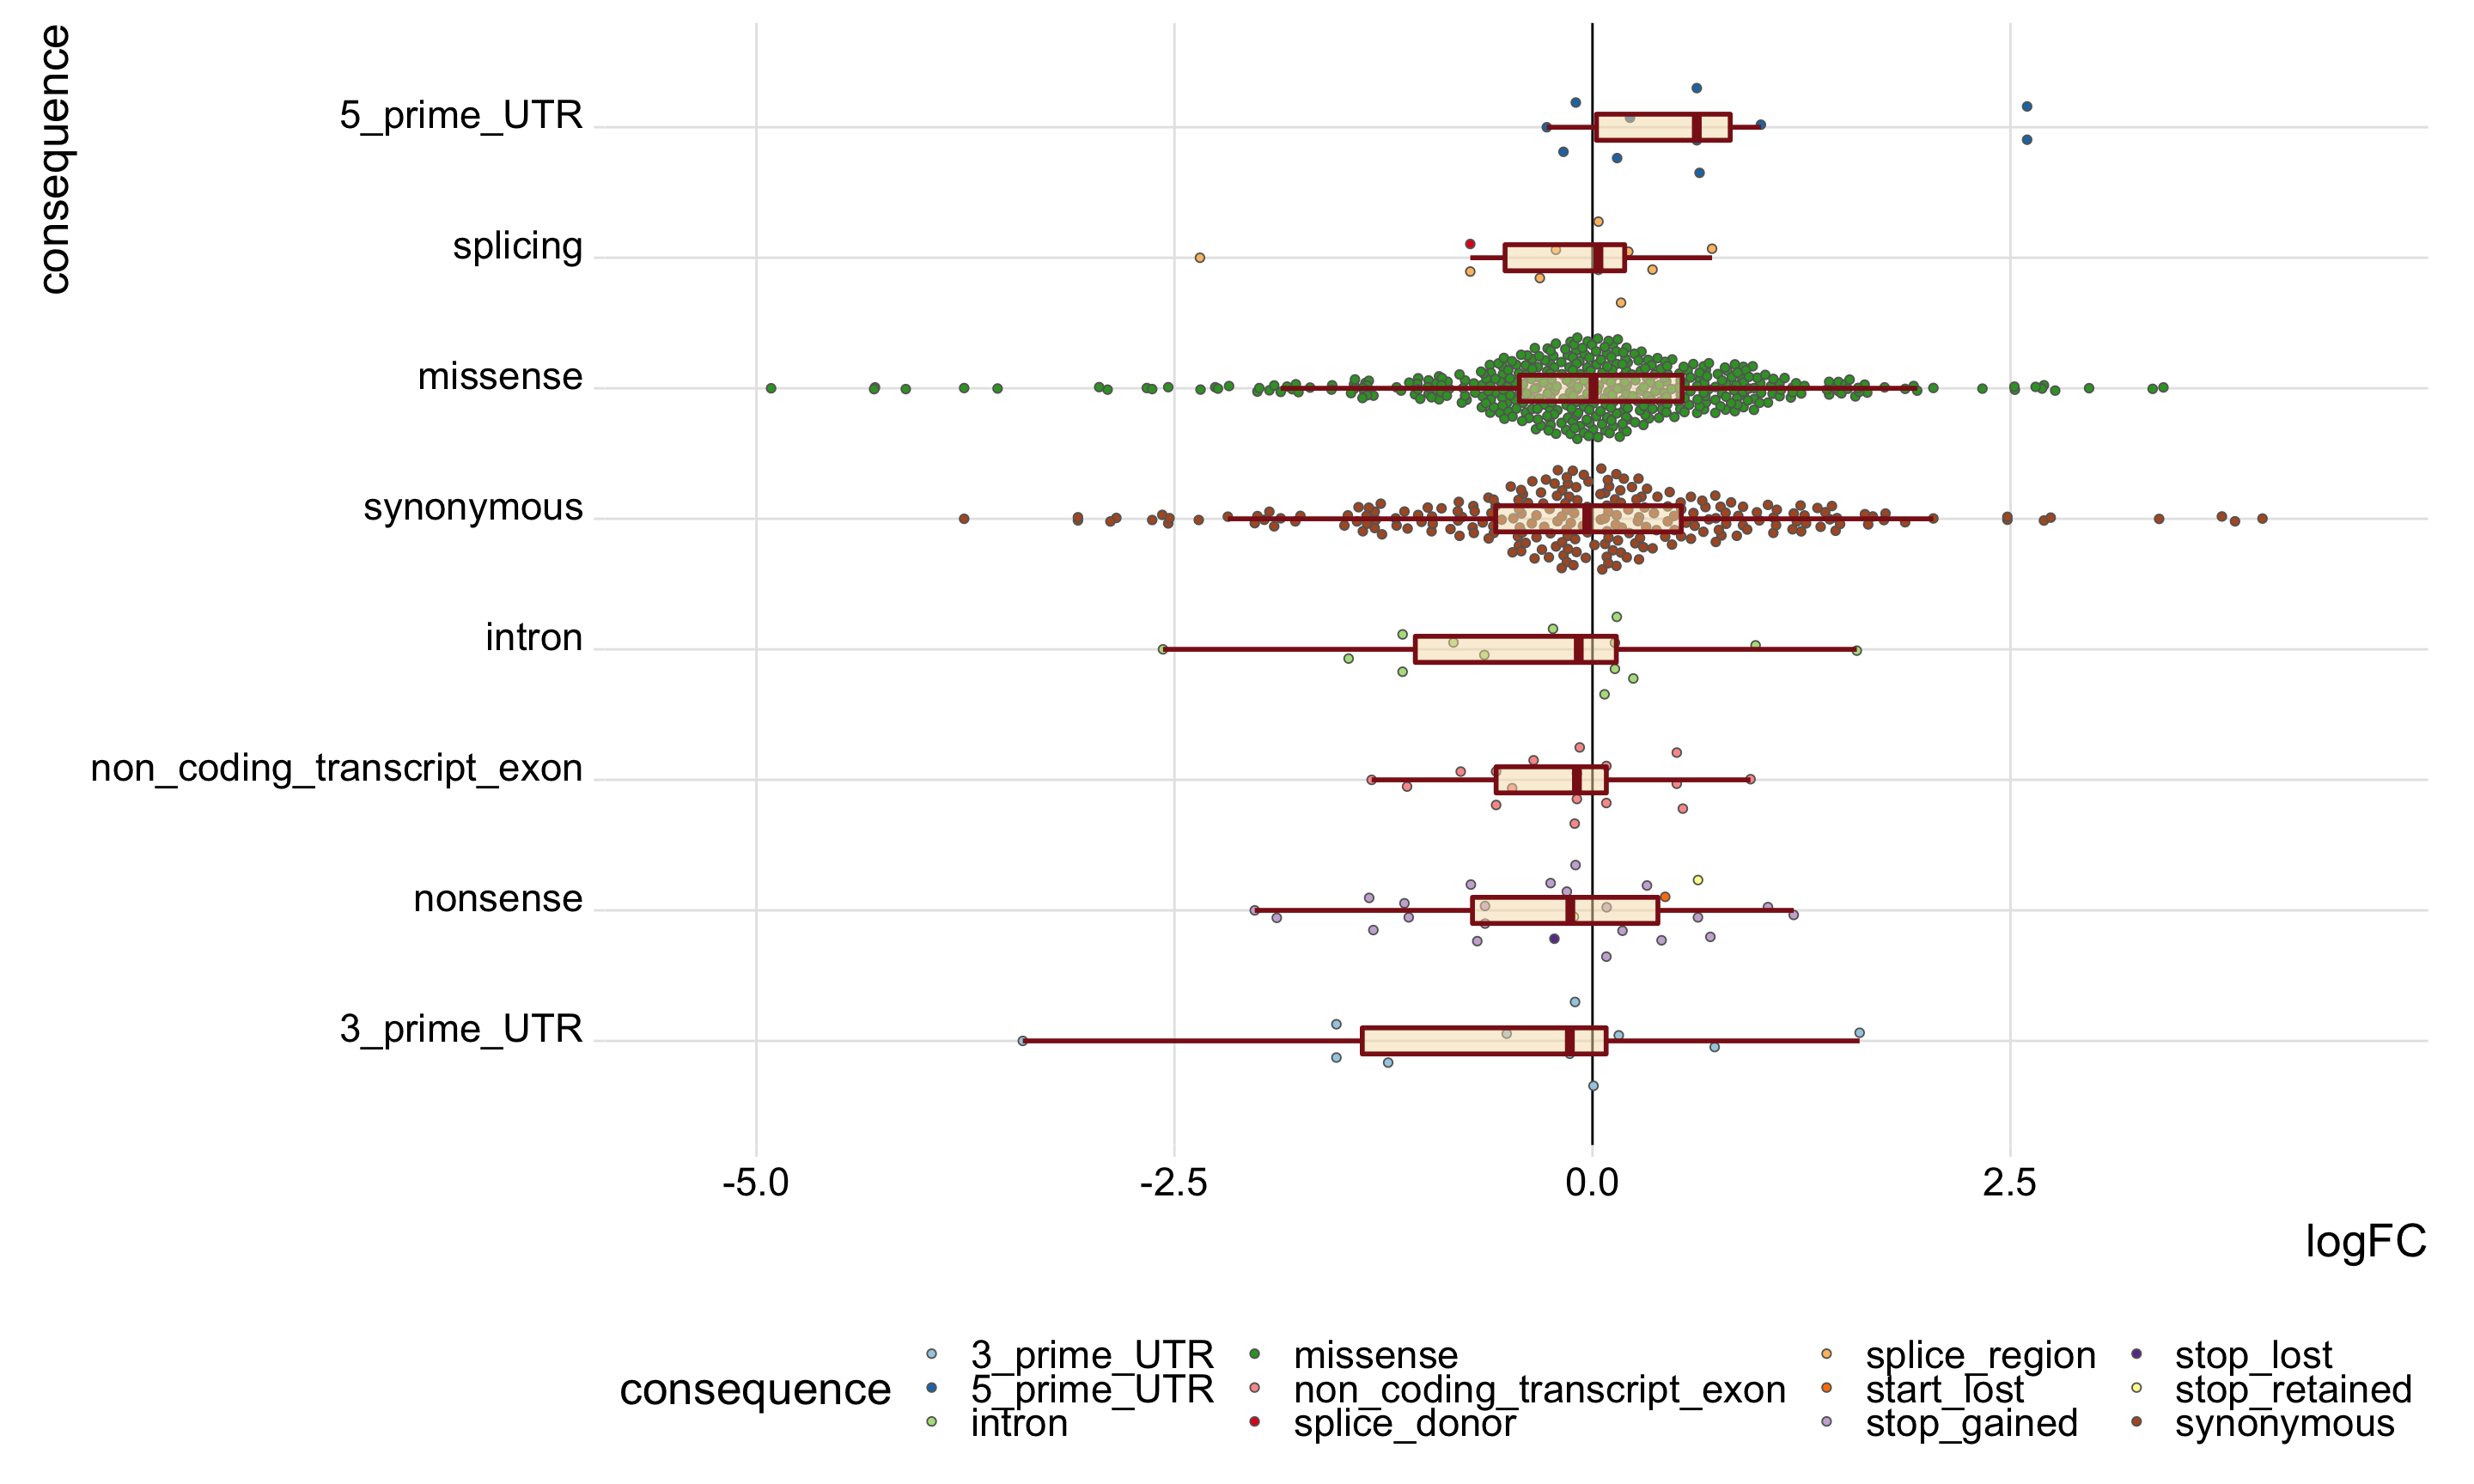 consequence
5_prime_UTR
splicing
missense
synonymous
intron
non_coding_transcript_exon
nonsense
3_prime_UTR
-5.0 -2.5 0.0 2.5
logFC
consequence
3_prime_UTR missense splice_region stop_lost
5_prime_UTR non_coding_transcript_exon start_lost stop_retained
intron splice_donor stop_gained synonymous